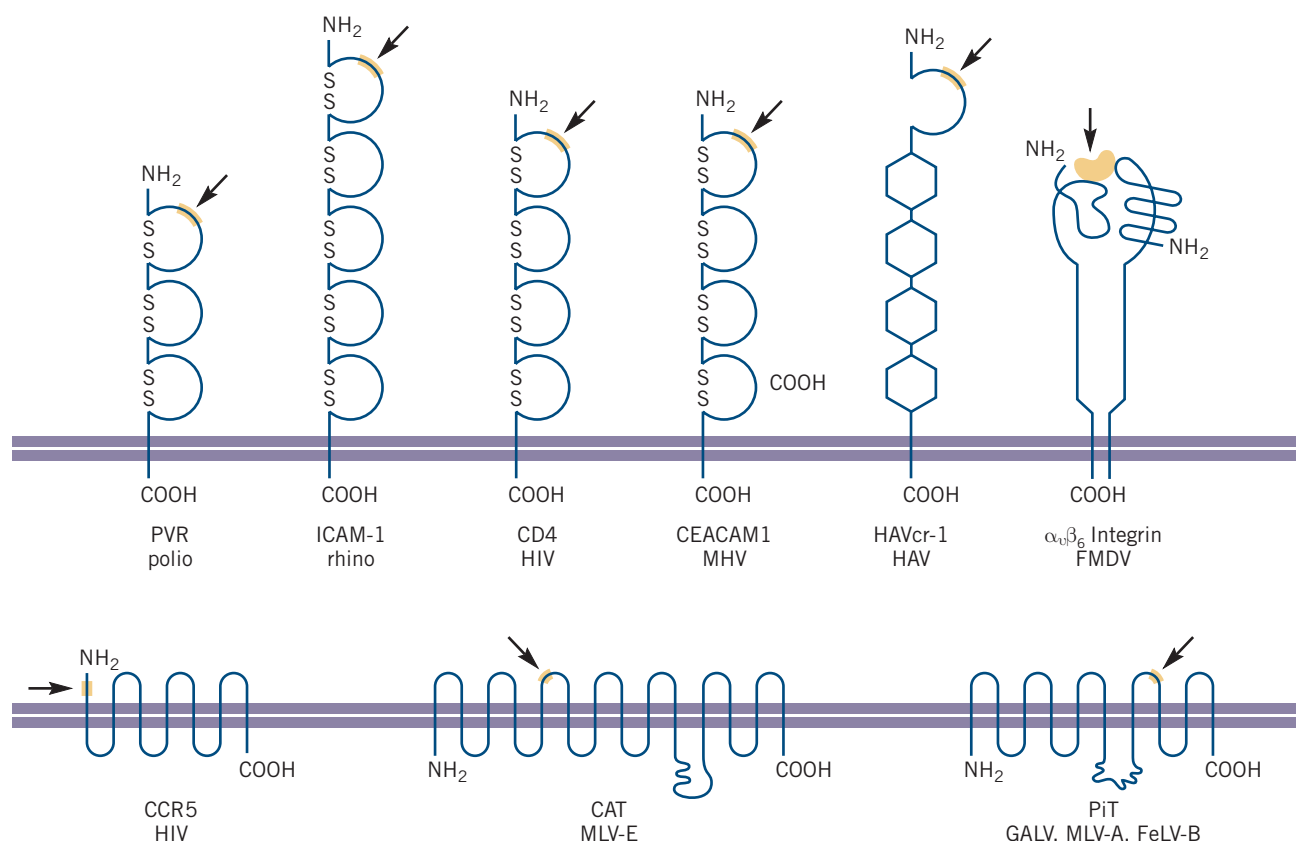 NH2
S
S
S
S
S
S
COOH
PVR
polio
NH2
S
S
S
S
S
S
S
S
S
S
COOH
ICAM-1
rhino
NH2
S
S
S
S
S
S
S
S
COOH
CD4
HIV
NH2
S
S
S
S
S
S
S
S
COOH
COOH
CEACAM1
MHV
NH2
COOH
HAVcr-1
HAV
NH2
NH2
COOH
αυβ6 Integrin
FMDV
NH2
COOH
CCR5
HIV
NH2
COOH
CAT
MLV-E
NH2
COOH
PiT
GALV, MLV-A, FeLV-B